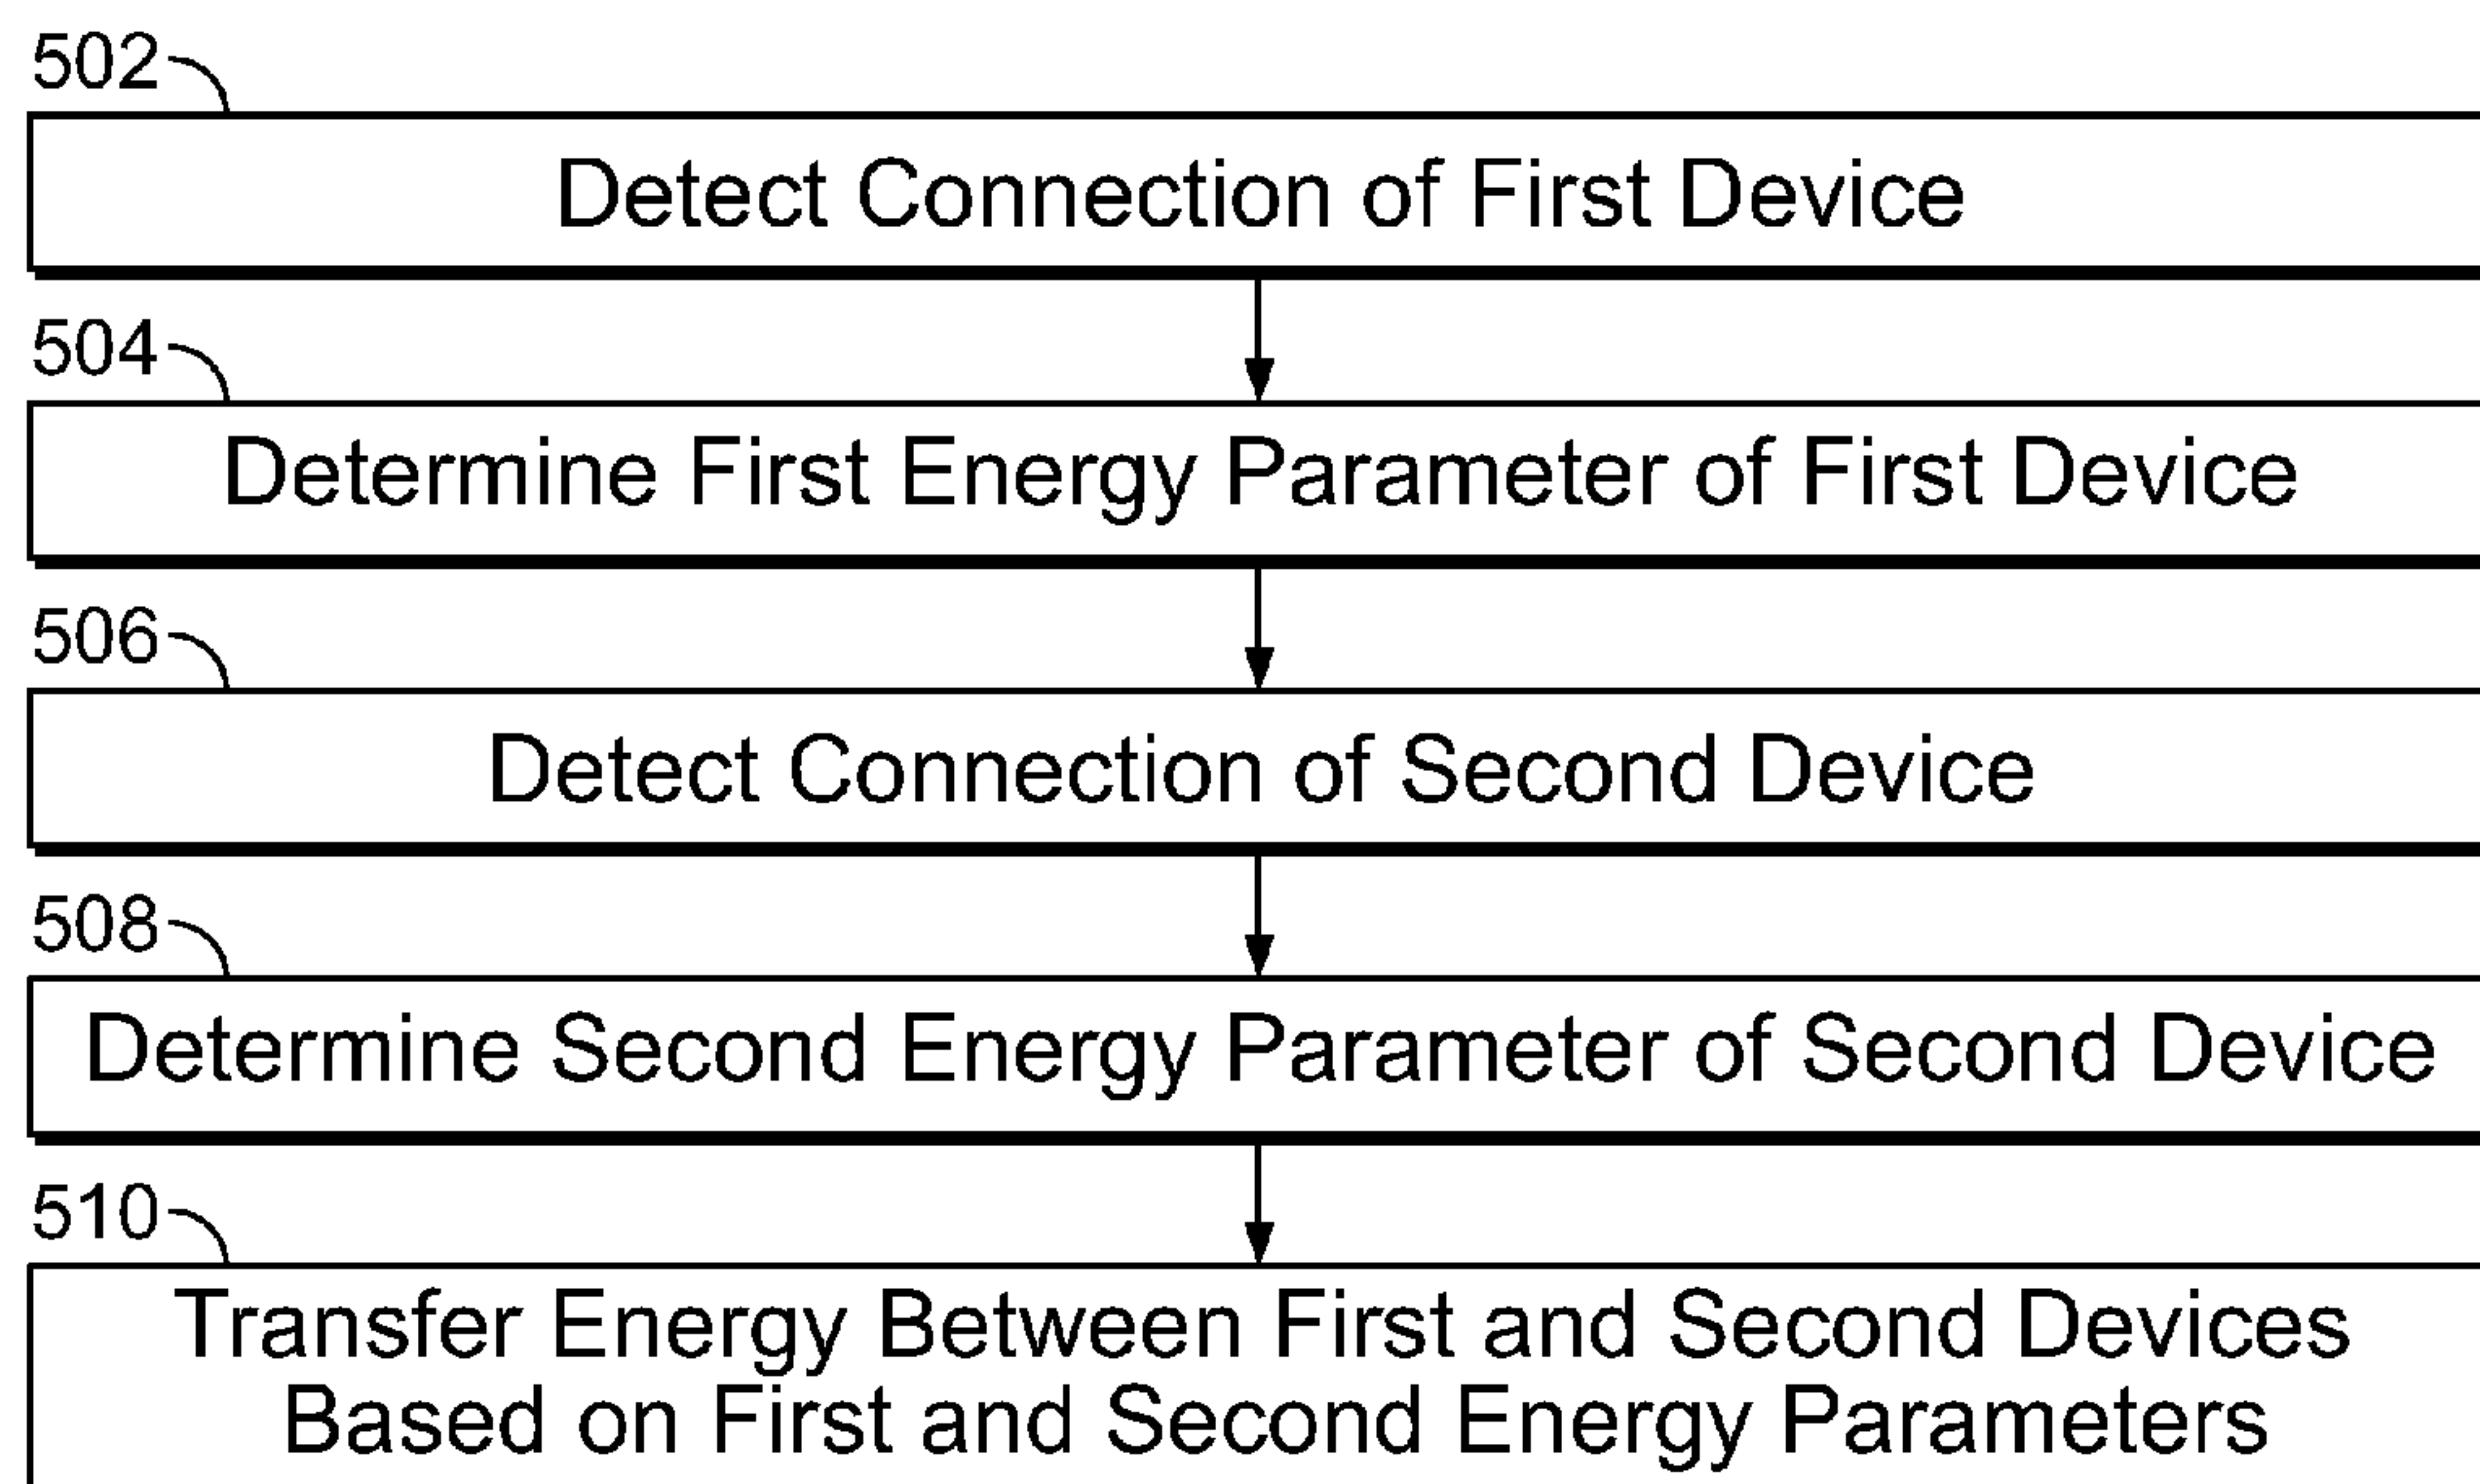 502
Detect Connection of First Device
504
Determine First Energy Parameter of First Device
506
Detect Connection of Second Device
508
Determine Second Energy Parameter of Second Device
510
Transfer Energy Between First and Second Devices
Based on First and Second Energy Parameters